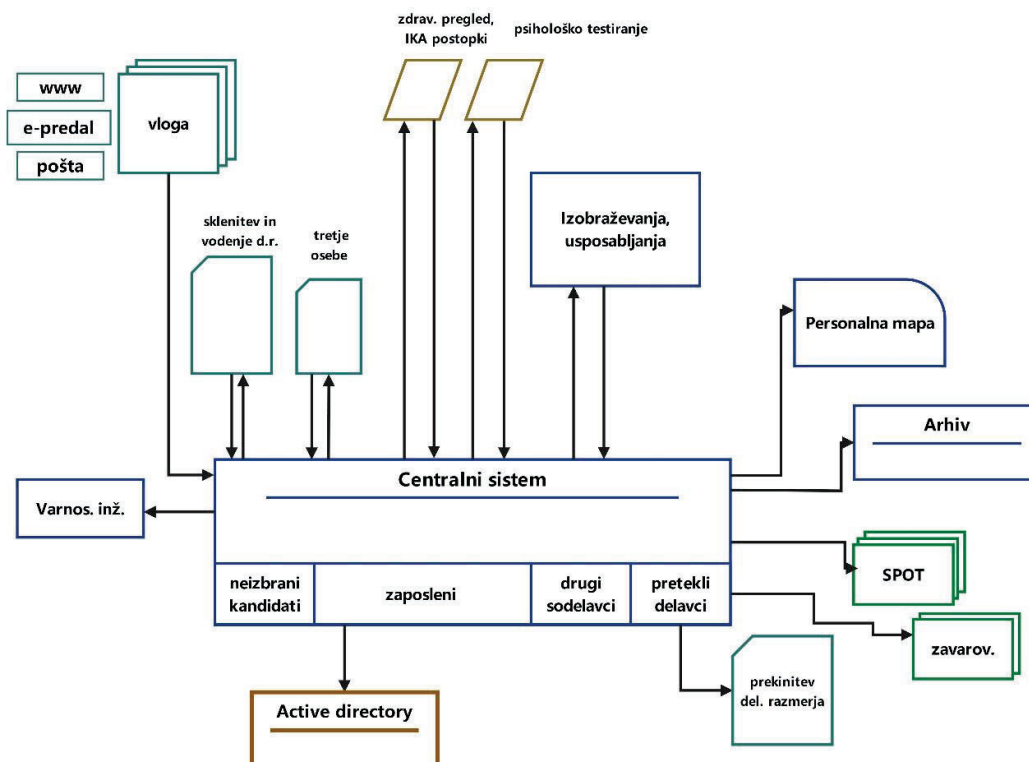 zdrav. pregled,
IKA postopki
psihološko testiranje
www
e-predal
pošta
vloga
sklenitev in
vodenje d.r.
tretje
osebe
Izobraževanja,
usposabljanja
Personalna mapa
Arhiv
Centralni sistem
Varnos. inž.
neizbrani
kandidati
zaposleni
drugi
sodelavci
pretekli
delavci
SPOT
zavarov.
prekinitev
del. razmerja
Active directory